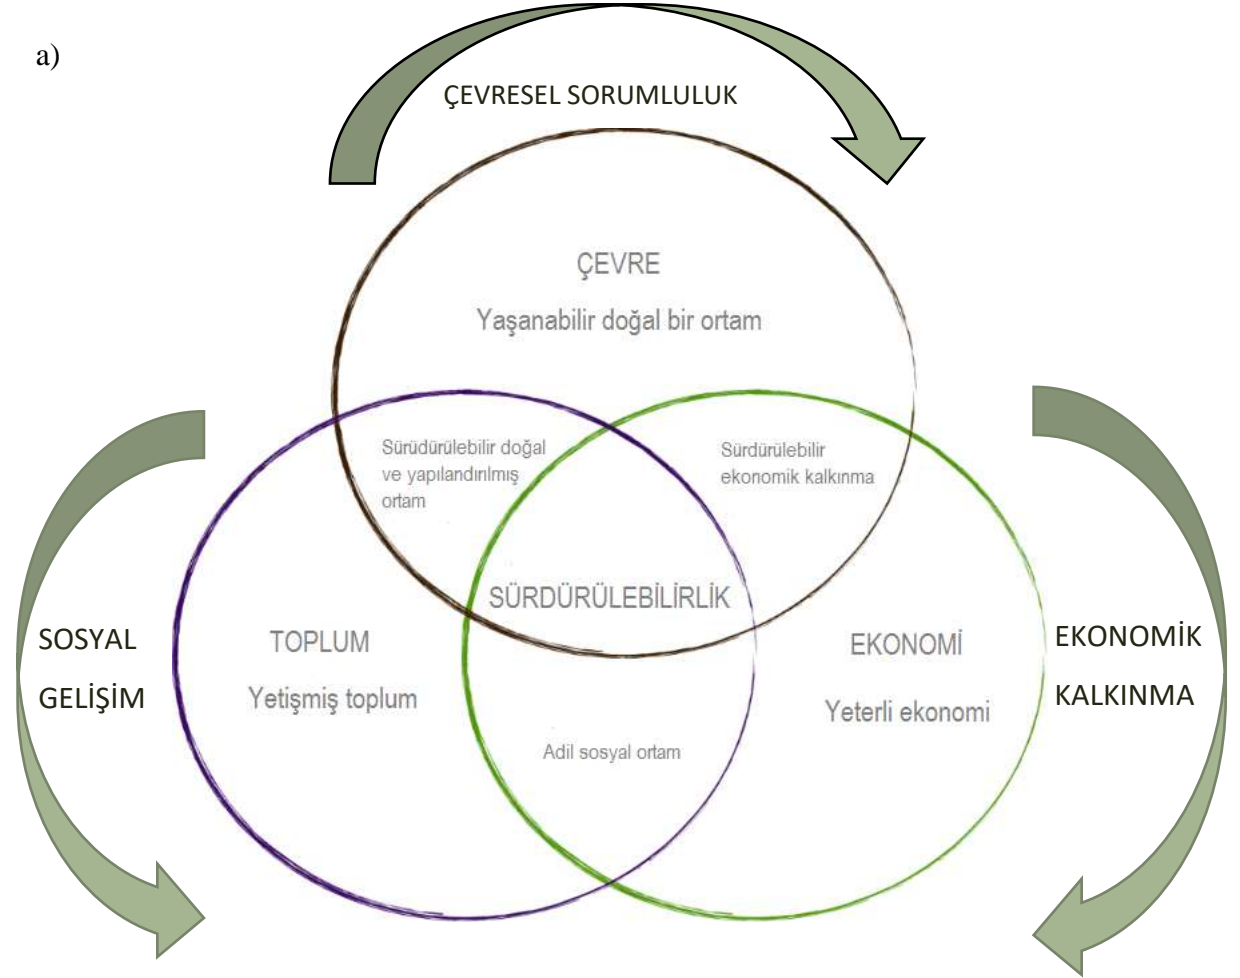 a)
ÇEVRESEL SORUMLULUK
ÇEVRE
Yaşanabilir doğal bir ortam
Sürüdürülebilir doğal
ve yapılandırılmış
ortam
Sürdürülebilir
ekonomik kalkınma
SÜRDÜRÜLEBİLİRLİK
SOSYAL
GELİŞİM
TOPLUM
Yetişmiş toplum
EKONOMİ
Yeterli ekonomi
EKONOMİK
KALKINMA
Adil sosyal ortam